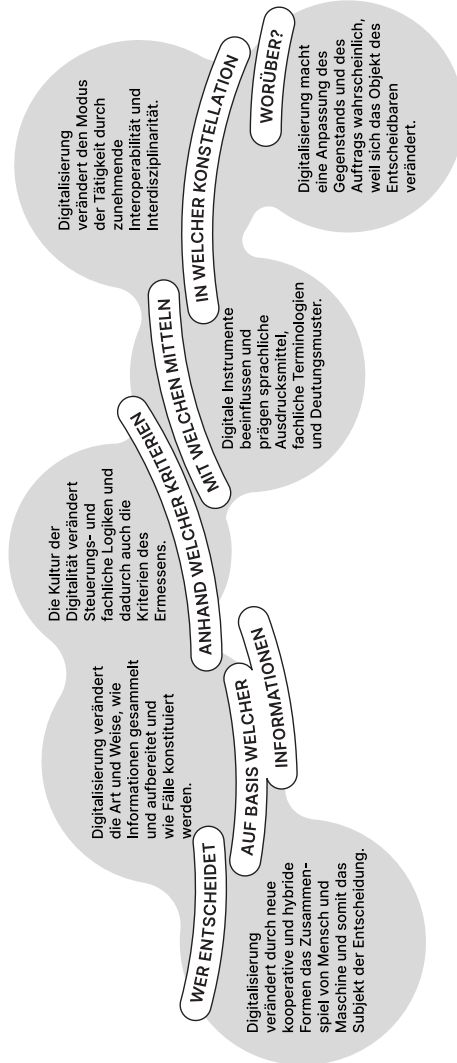 WER ENTSCHEIDET
Digitalisierung
verändert durch neue
kooperative und hybride
Formen das Zusammen-
spiel von Mensch und
Maschine und somit das
Subjekt der Entscheidung.
AUF BASIS WELCHER
INFORMATIONEN
Digitalisierung verändert
die Art und Weise, wie
Informationen gesammelt
und aufbereitet und
wie Fälle konstituiert
werden.
ANHAND WELCHER KRITERIEN
Die Kultur der
Digitalität verändert
Steuerungs- und
fachliche Logiken und
dadurch auch die
Kriterien des
Ermessens.
MIT WELCHEN MITTELN
Digitale Instrumente
beeinflussen und
prägen sprachliche
Ausdrucksmittel,
fachliche Terminologien
und Deutungsmuster.
IN WELCHER KONSTELLATION
Digitalisierung
verändert den Modus
der Tätigkeit durch
zunehmende
Interoperabilität und
Interdisziplinarität.
WORÜBER?
Digitalisierung macht
eine Anpassung des
Gegenstands und des
Auftrags wahrscheinlich,
weil sich das Objekt des
Entscheidbaren
verändert.